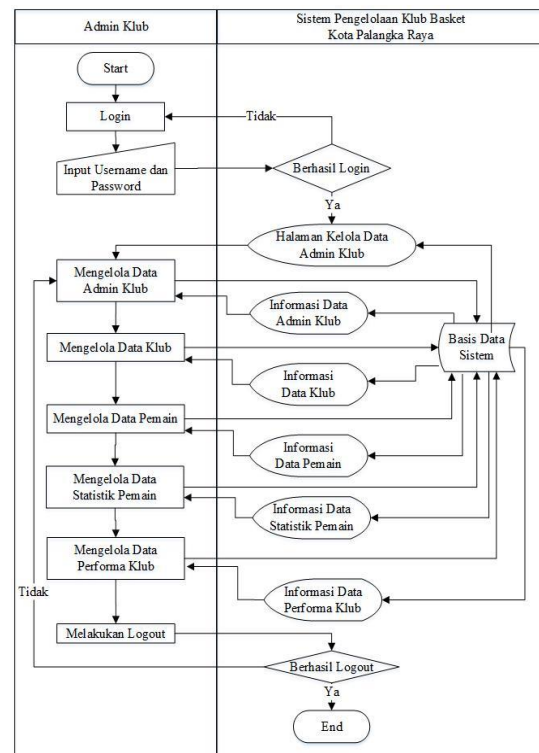 Admin Klub
Sistem Pengelolaan Klub Basket
Kota Palangka Raya
Start
Login
Tidak
Input Username dan
Password
Berhasil Login
Ya
Halaman Kelola Data
Admin Klub
Mengelola Data
Admin Klub
Informasi Data
Admin Klub
Basis Data
Sistem
Mengelola Data Klub
Informasi
Data Klub
Mengelola Data Pemain
Informasi
Data Pemain
Mengelola Data
Statistik Pemain
Informasi Data
Statistik Pemain
Mengelola Data
Performa Klub
Informasi Data
Performa Klub
Tidak
Melakukan Logout
Berhasil Logout
Ya
End